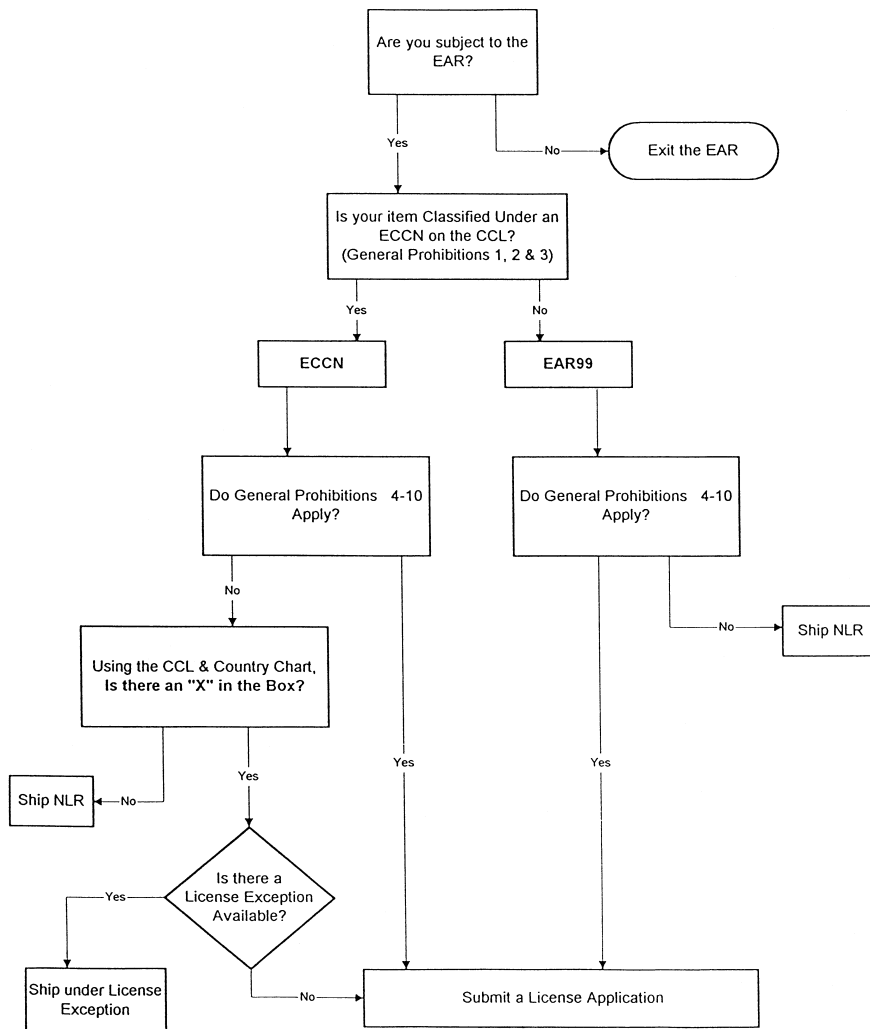 Are you subject to the
EAR?
Yes
No
Exit the EAR
Is your item Classified Under an
ECCN on the CCL?
(General Prohibitions 1, 2 & 3)
Yes
No
ECCN
EAR99
Do General Prohibitions 4-10
Apply?
Do General Prohibitions 4-10
Apply?
No
No
Ship NLR
Using the CCL & Country Chart,
Is there an "X" in the Box?
Yes
Yes
Yes
Ship NLR
No
Is there a
License Exception
Available?
Yes
Ship under License
Exception
No
Submit a License Application